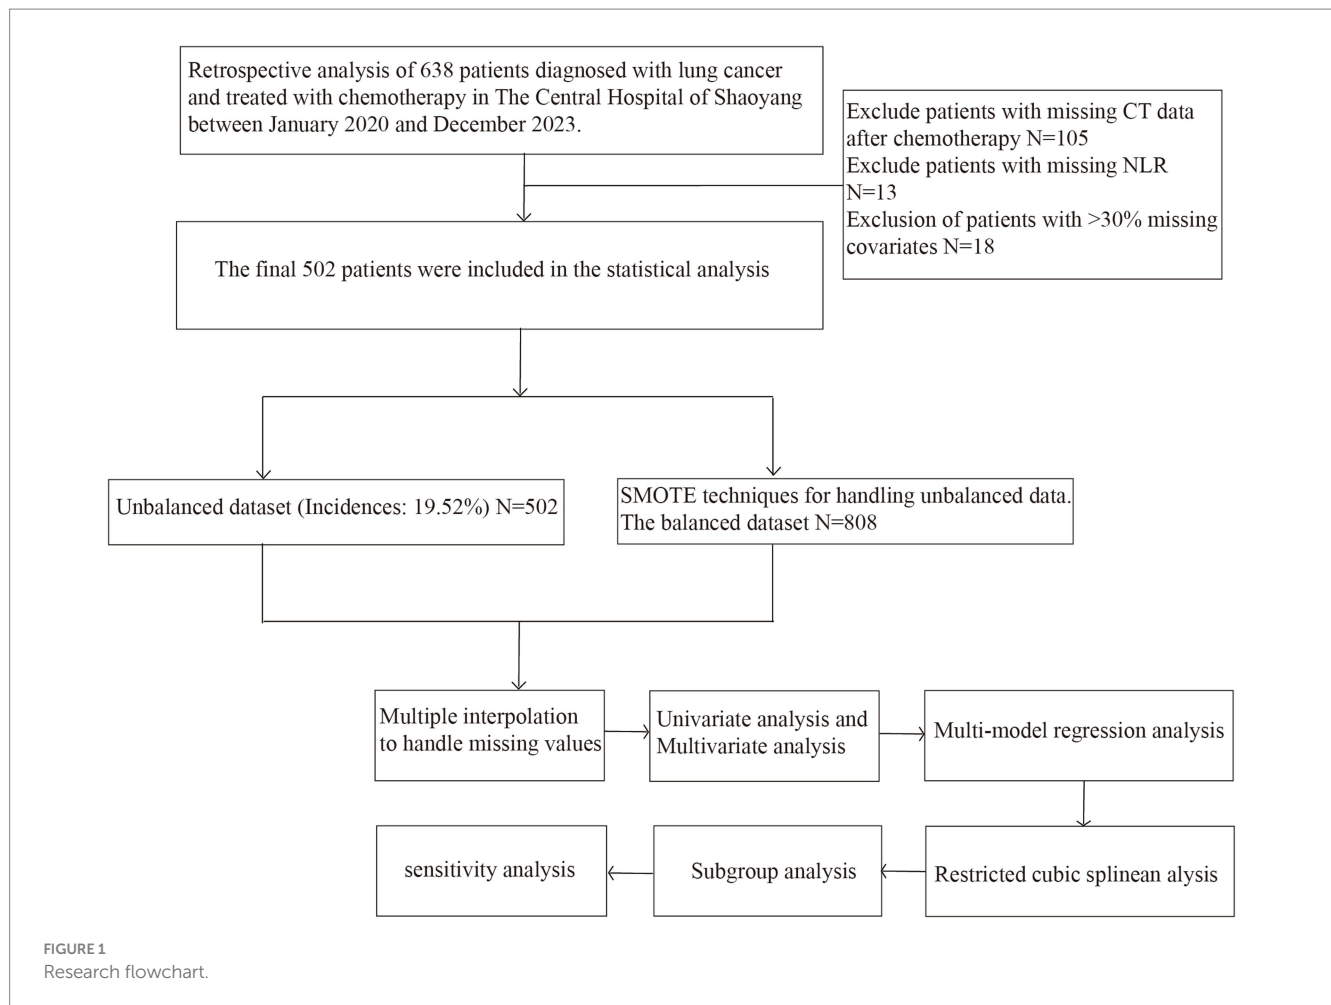 Retrospective analysis of 638 patients diagnosed with lung cancer
and treated with chemotherapy in The Central Hospital of Shaoyang
between January 2020 and December 2023.
Exclude patients with missing CT data
after chemotherapy N=105
Exclude patients with missing NLR
N=13
Exclusion of patients with >30% missing
covariates N=18
The final 502 patients were included in the statistical analysis
Unbalanced dataset (Incidences: 19.52%) N=502
SMOTE techniques for handling unbalanced data.
The balanced dataset N=808
Multiple interpolation
to handle missing values
Univariate analysis and
Multivariate analysis
Multi-model regression analysis
Restricted cubic splinean alysis
Subgroup analysis
sensitivity analysis
FIGURE 1
Research flowchart.